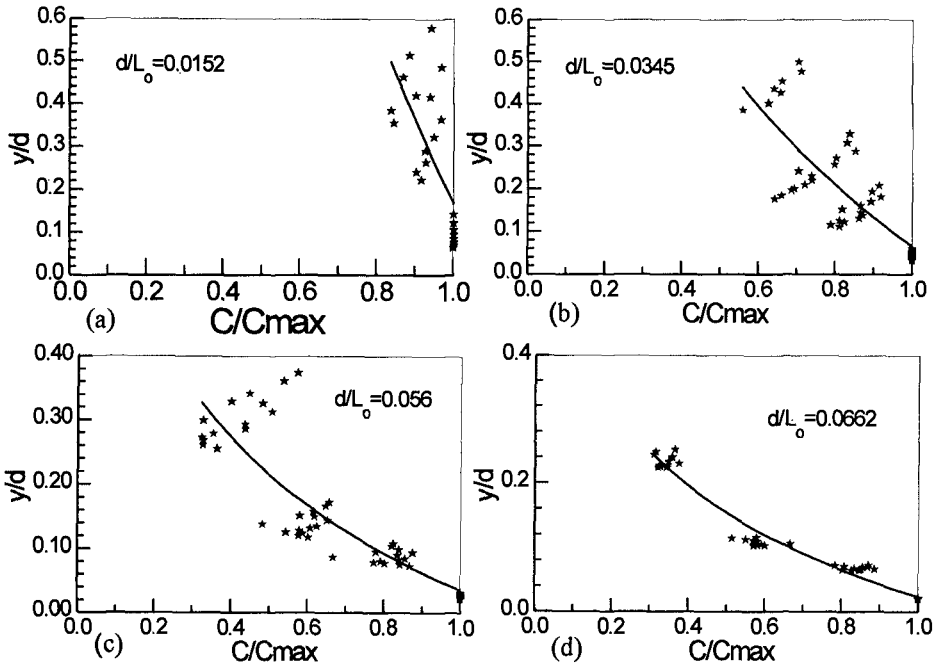 0.6
0.5
0.4
0.3
0.2
0.1
0.0
y/d
d/Lo=0.0152
0.0 0.2 0.4 0.6 0.8 1.0
(a) C/Cmax
0.6
0.5
0.4
0.3
0.2
0.1
0.0
y/d
d/Lo=0.0345
0.0 0.2 0.4 0.6 0.8 1.0
(b) C/Cmax
0.40
0.30
0.20
0.10
0.00
y/d
d/Lo=0.056
0.0 0.2 0.4 0.6 0.8 1.0
(c) C/Cmax
0.4
0.2
0.0
y/d
d/Lo=0.0662
0.0 0.2 0.4 0.6 0.8 1.0
(d) C/Cmax